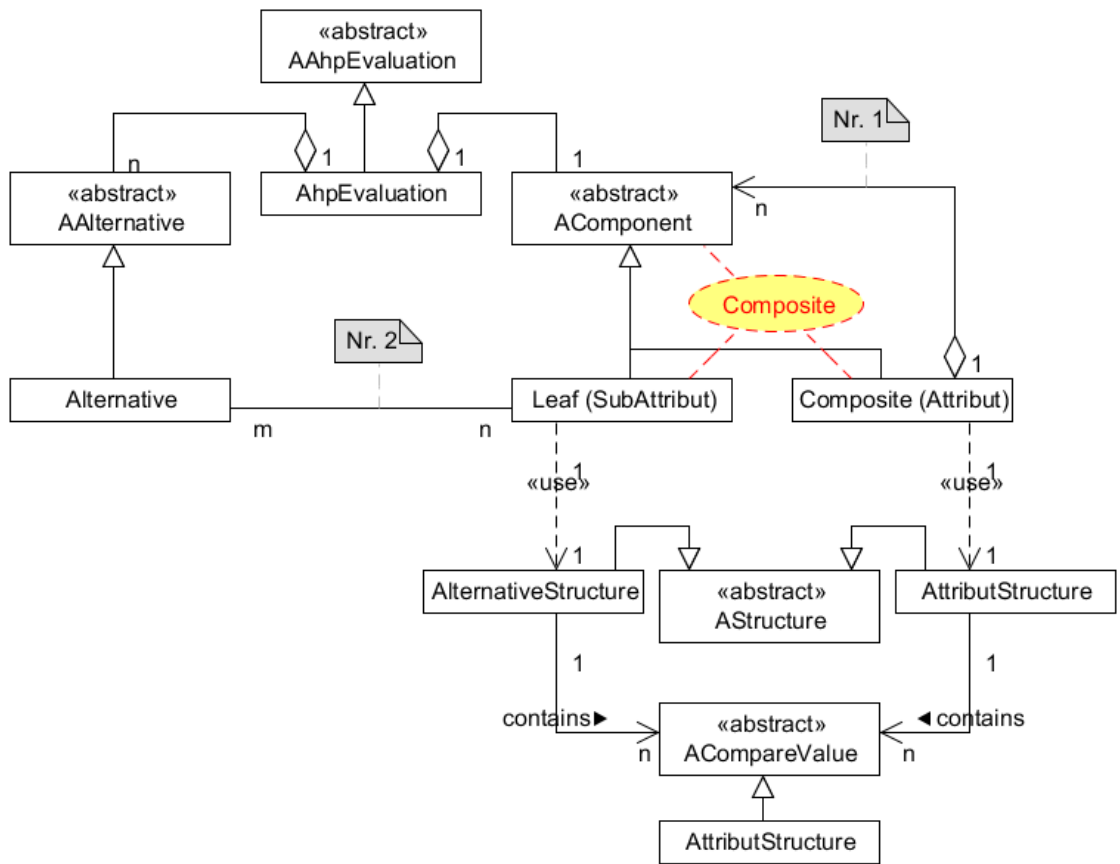 «abstract»
AAhpEvaluation
Nr. 1
n
1
1
1
«abstract»
AAlternative
AhpEvaluation
«abstract»
AComponent
n
Composite
Nr. 2
1
Alternative
Leaf (SubAttribut)
Composite (Attribut)
m
n
1
«use»
1
«use»
1
1
AlternativeStructure
«abstract»
AStructure
AttributStructure
1
1
contains►
«abstract»
ACompareValue
◄contains
n
n
AttributStructure